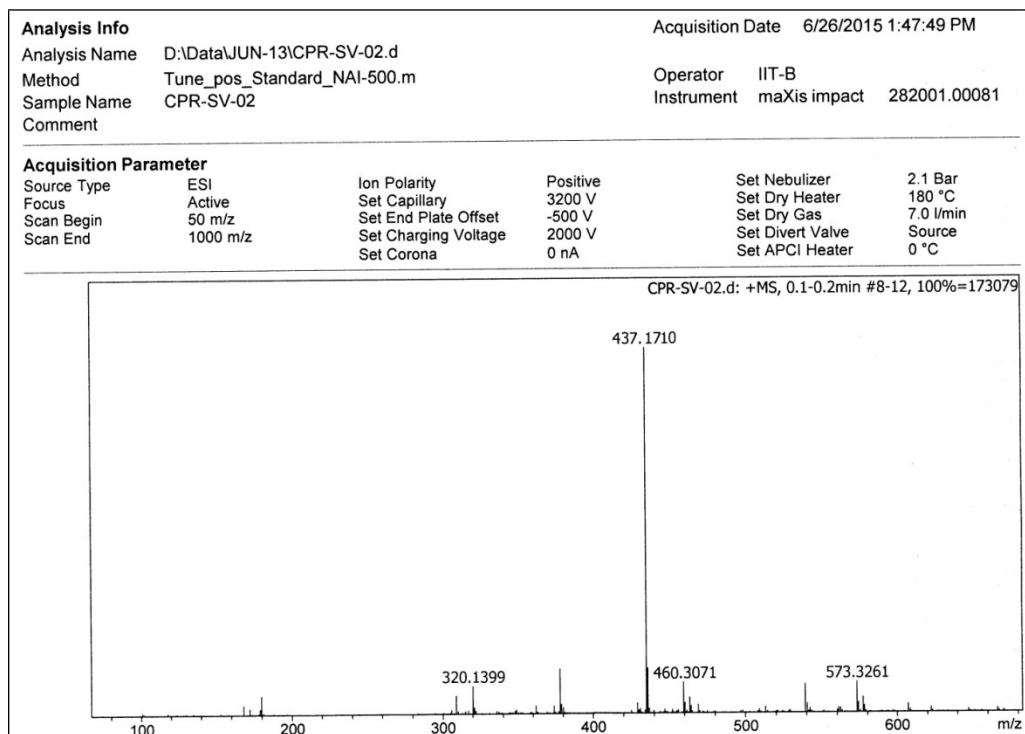 Analysis Info
Acquisition Date 6/26/2015 1:47:49 PM
Analysis Name D:\Data\JUN-13\CPR-SV-02.d
Method Tune_pos_Standard_NAI-500.m
Operator IIT-B
Sample Name CPR-SV-02
Instrument maXis impact 282001.00081
Comment
Acquisition Parameter
Source Type ESI Ion Polarity Positive Set Nebulizer 2.1 Bar
Focus Active Set Capillary 3200 V Set Dry Heater 180 °C
Scan Begin 50 m/z Set End Plate Offset -500 V Set Dry Gas 7.0 l/min
Scan End 1000 m/z Set Charging Voltage 2000 V Set Divert Valve Source
Set Corona 0 nA Set APCI Heater 0 °C
CPR-SV-02.d: +MS, 0.1-0.2min #8-12, 100%=173079
437.1710
320.1399
460.3071
573.3261
100 200 300 400 500 600 m/z